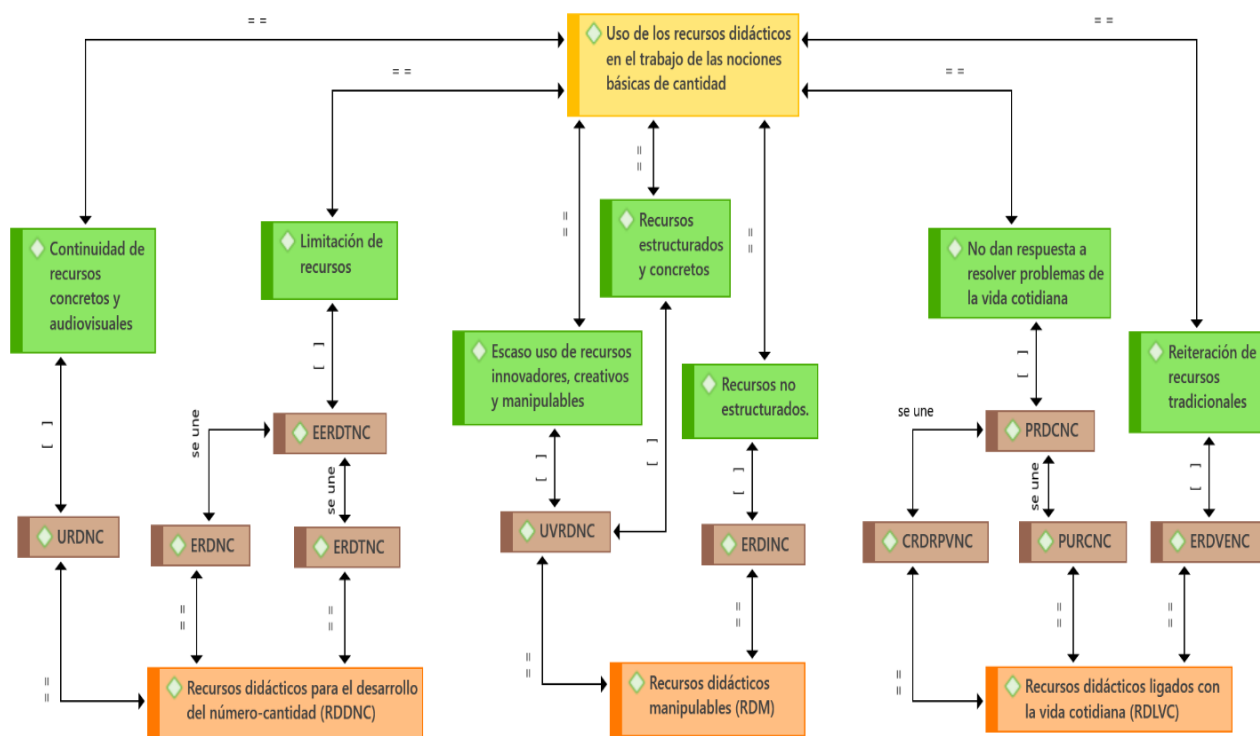 = =
= =
Uso de los recursos didácticos
en el trabajo de las nociones
básicas de cantidad
= =
= =
= =
= =
= =
Continuidad de
recursos
concretos y
audiovisuales
Limitación de
recursos
Recursos
estructurados
y concretos
No dan respuesta a
resolver problemas de
la vida cotidiana
Escaso uso de recursos
innovadores, creativos
y manipulables
Recursos no
estructurados.
Reiteración de
recursos
tradicionales
[ ]
[ ]
[ ]
[ ]
[ ]
[ ]
[ ]
se une
EERDTNC
se une
se une
PRDCNC
se une
URDNC
ERDNC
ERDTNC
UVRDNC
ERDINC
CRDRPVNC
PURCNC
ERDVENC
= =
= =
= =
= =
= =
= =
= =
= =
Recursos didácticos para el desarrollo
del número-cantidad (RDDNC)
Recursos didácticos
manipulables (RDM)
Recursos didácticos ligados con
la vida cotidiana (RDLVC)